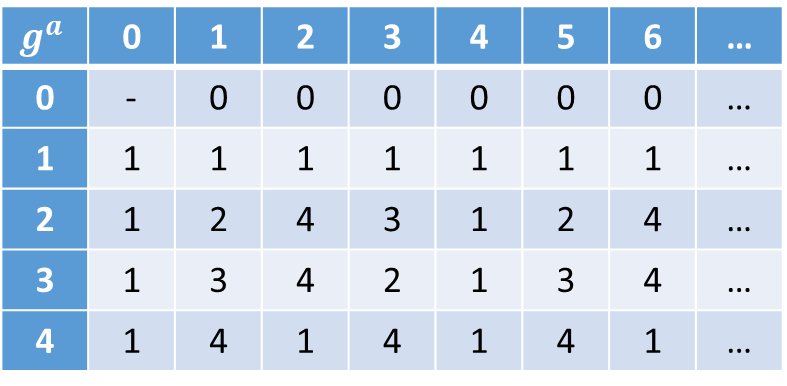 gᵃ 0 1 2 3 4 5 6 ...
0 - 0 0 0 0 0 0 ...
1 1 1 1 1 1 1 1 ...
2 1 2 4 3 1 2 4 ...
3 1 3 4 2 1 3 4 ...
4 1 4 1 4 1 4 1 ...